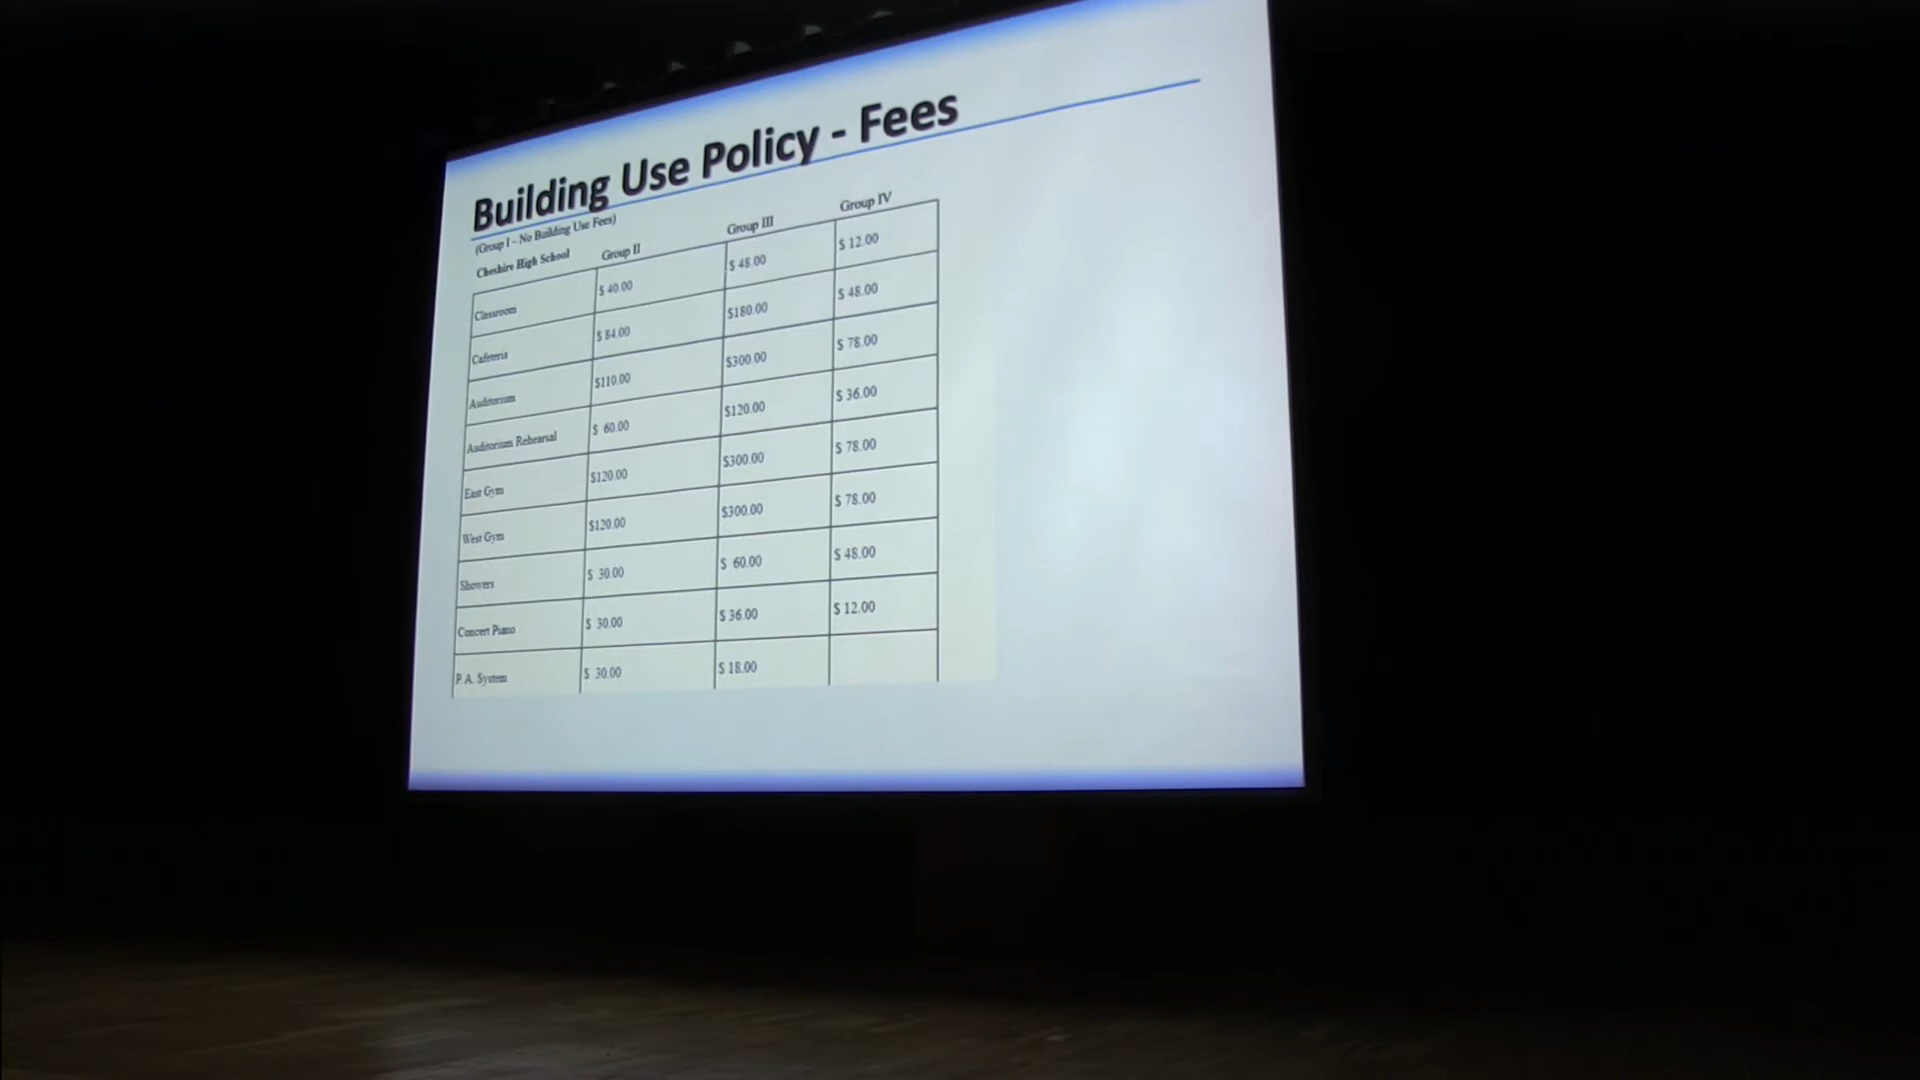 Building Use Policy - Fees
(Group I – No Building Use Fees)
Cheshire High School Group II Group III Group IV
Classroom $ 40.00 $ 48.00 $ 12.00
Cafeteria $ 84.00 $180.00 $ 48.00
Auditorium $110.00 $300.00 $ 78.00
Auditorium Rehearsal $ 60.00 $120.00 $ 36.00
East Gym $120.00 $300.00 $ 78.00
West Gym $120.00 $300.00 $ 78.00
Showers $ 30.00 $ 60.00 $ 48.00
Concert Piano $ 30.00 $ 36.00 $ 12.00
P.A. System $ 30.00 $ 18.00